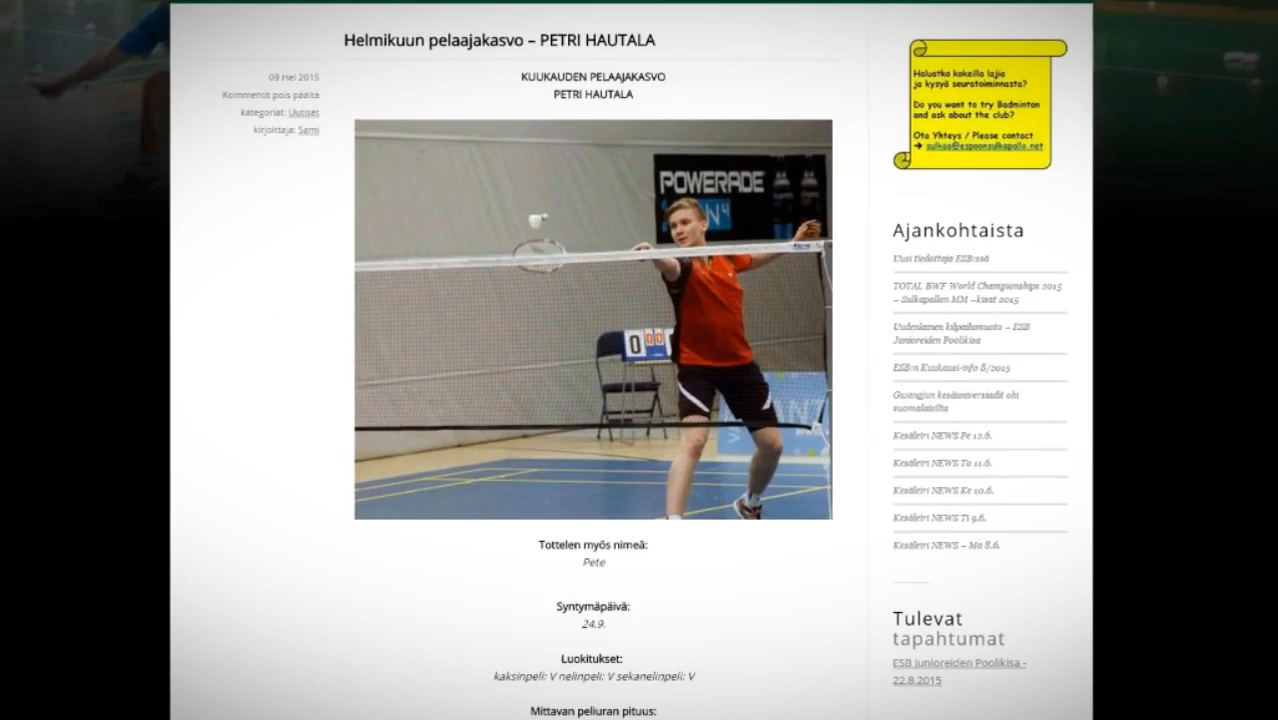 Helmikuun pelaajakasvo – PETRI HAUTALA
09 Hel 2015
Kommentit pois päältä
kategoriat: Uutiset
kirjoittaja: Sami
KUUKAUDEN PELAAJAKASVO
PETRI HAUTALA
POWERADE
ION4
0
00
Tottelen myös nimeä:
Pete
Syntymäpäivä:
24.9.
Luokitukset:
kaksinpeli: V nelinpeli: V sekanelinpeli: V
Mittavan peliuran pituus:
Haluatko kokeilla lajia
ja kysyä seuratoiminnasta?
Do you want to try Badminton
and ask about the club?
Ota Yhteys / Please contact
→ sulkaa@espoonsulkapallo.net
Ajankohtaista
Uusi tiedottaja ESB:ssä
TOTAL BWF World Championships 2015
– Sulkapallon MM –kisat 2015
Uudenlainen kilpailumuoto – ESB
Junioreiden Poolikisa
ESB:n Kuukausi-info 8/2015
Gwangjun kesäuniversiadit ohi
suomalaisilta
Kesäleiri NEWS Pe 12.6.
Kesäleiri NEWS To 11.6.
Kesäleiri NEWS Ke 10.6.
Kesäleiri NEWS Ti 9.6.
Kesäleiri NEWS – Ma 8.6.
Tulevat
tapahtumat
ESB Junioreiden Poolikisa -
22.8.2015